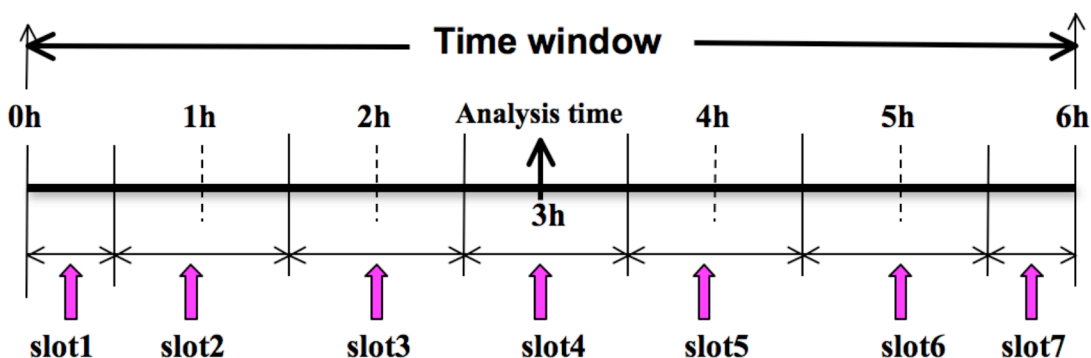 Time window
0h 1h 2h Analysis time 4h 5h 6h
3h
slot1 slot2 slot3 slot4 slot5 slot6 slot7